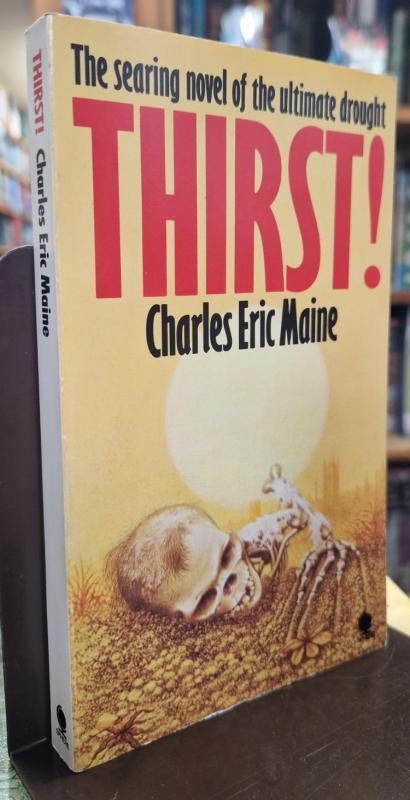 The searing novel of the ultimate drought
THIRST!
Charles Eric Maine
THIRST! Charles Eric Maine